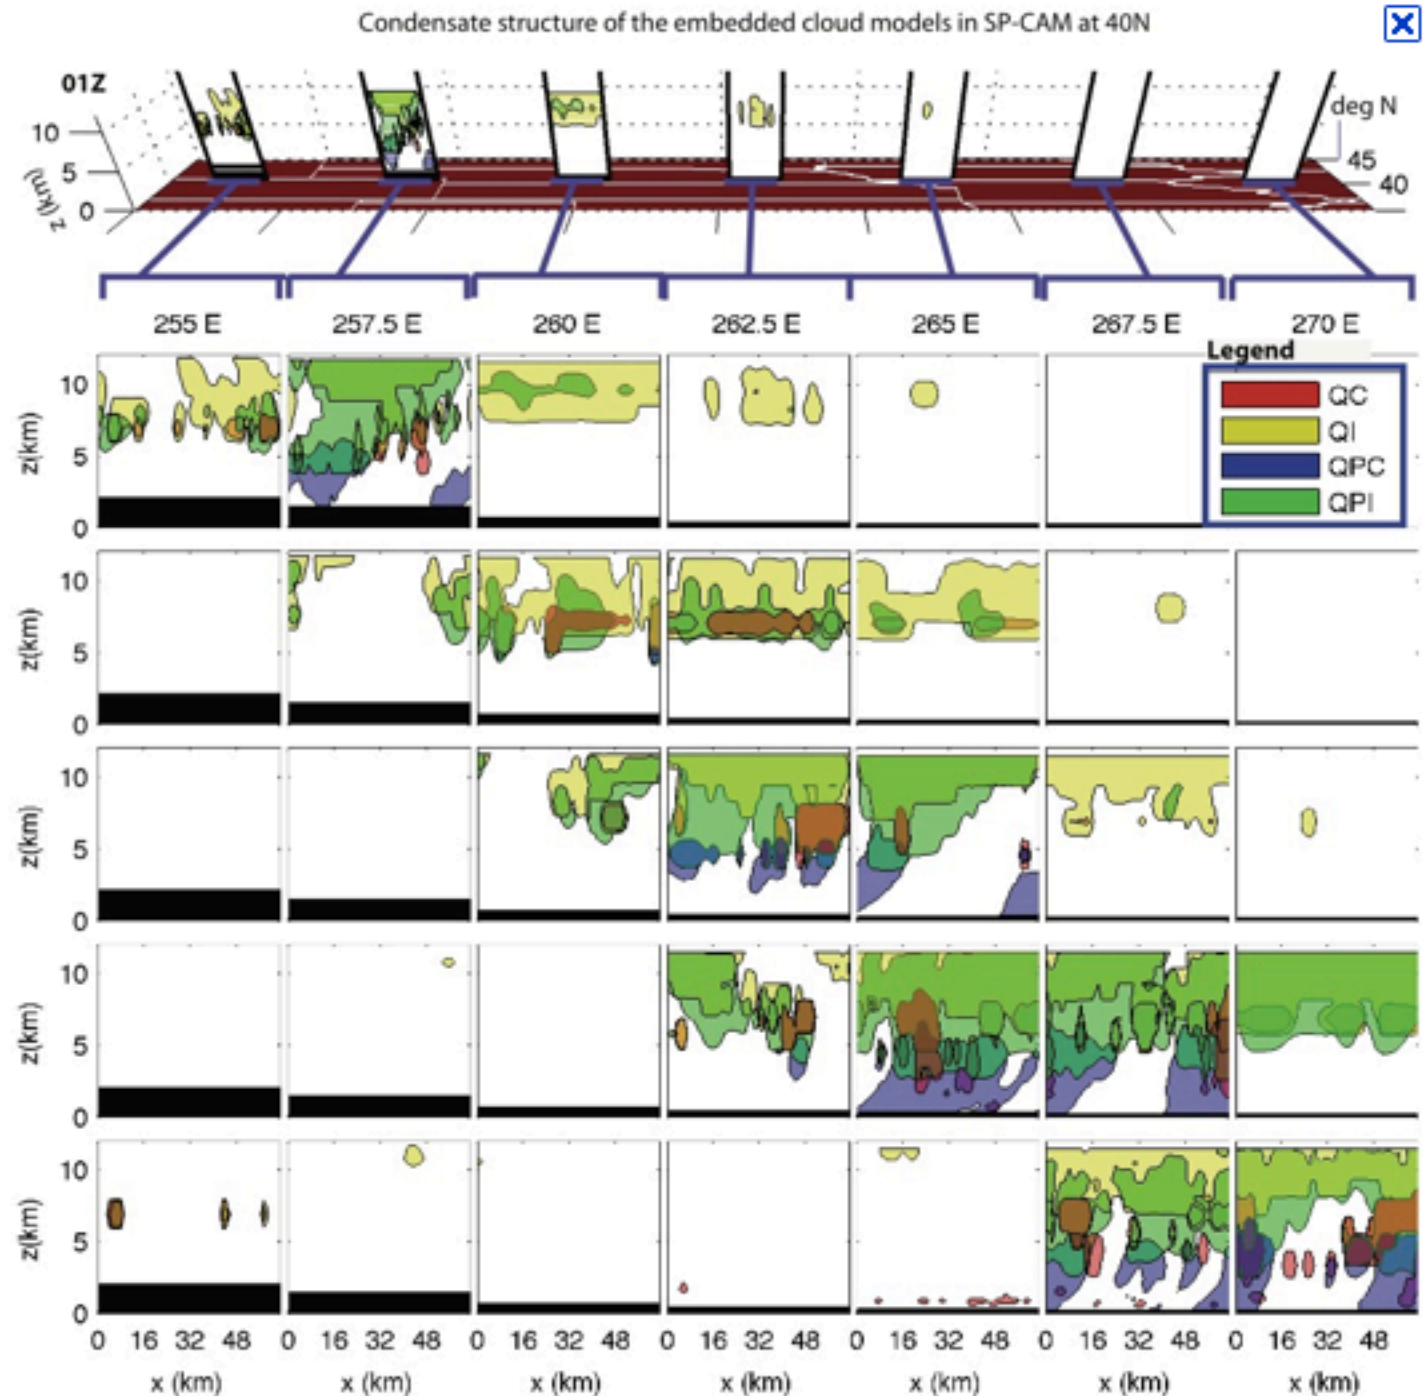 Condensate structure of the embedded cloud models in SP-CAM at 40N
01Z
deg N
10
45
5
40
0
z (km)
255 E 257.5 E 260 E 262.5 E 265 E 267.5 E 270 E
Legend
QC
QI
QPC
QPI
z(km)
10
5
0
z(km)
10
5
0
z(km)
10
5
0
z(km)
10
5
0
z(km)
10
5
0
0 16 32 48 0 16 32 48 0 16 32 48 0 16 32 48 0 16 32 48 0 16 32 48 0 16 32 48
x (km) x (km) x (km) x (km) x (km) x (km) x (km)